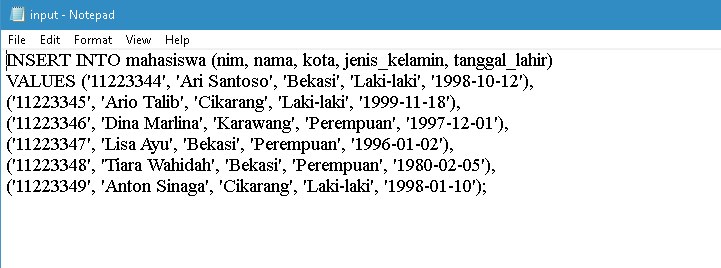 input - Notepad
File Edit Format View Help
INSERT INTO mahasiswa (nim, nama, kota, jenis_kelamin, tanggal_lahir)
VALUES ('11223344', 'Ari Santoso', 'Bekasi', 'Laki-laki', '1998-10-12'),
('11223345', 'Ario Talib', 'Cikarang', 'Laki-laki', '1999-11-18'),
('11223346', 'Dina Marlina', 'Karawang', 'Perempuan', '1997-12-01'),
('11223347', 'Lisa Ayu', 'Bekasi', 'Perempuan', '1996-01-02'),
('11223348', 'Tiara Wahidah', 'Bekasi', 'Perempuan', '1980-02-05'),
('11223349', 'Anton Sinaga', 'Cikarang', 'Laki-laki', '1998-01-10');